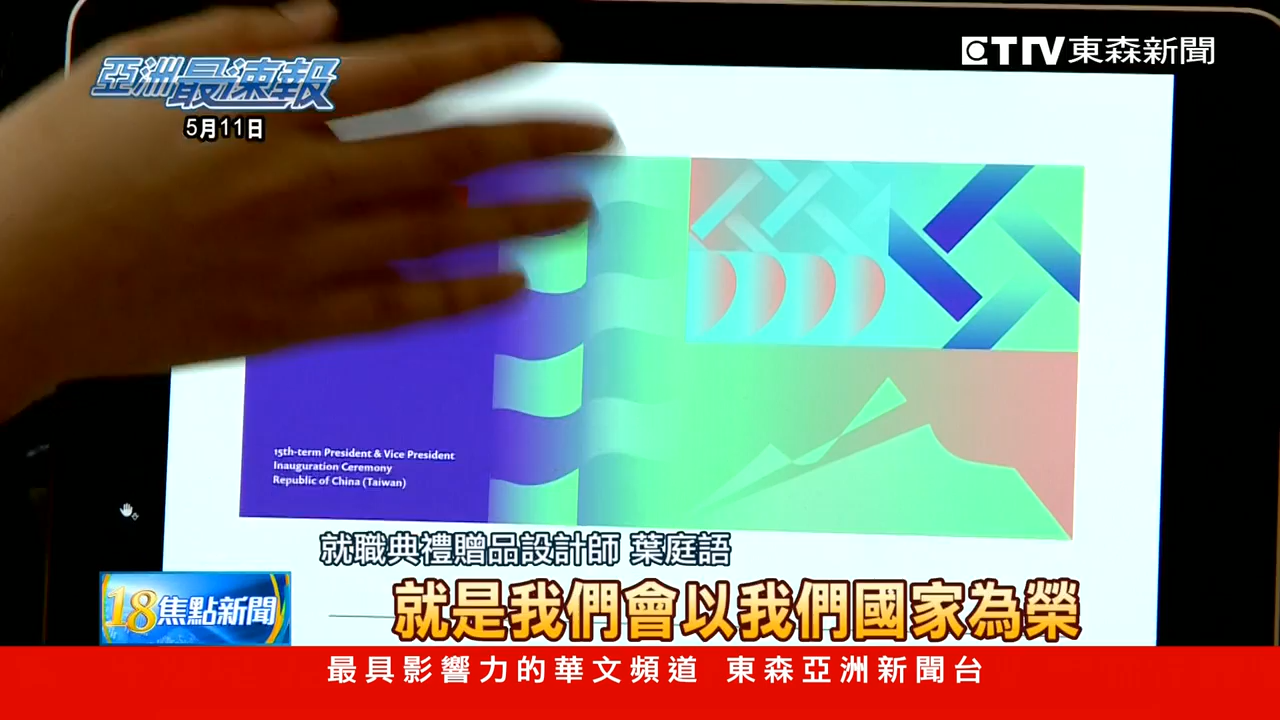 亞洲最速報
5月11日
ETTV東森新聞
15th-term President & Vice President
Inauguration Ceremony
Republic of China (Taiwan)
就職典禮贈品設計師 葉庭語
18焦點新聞
就是我們會以我們國家為榮
最具影響力的華文頻道 東森亞洲新聞台